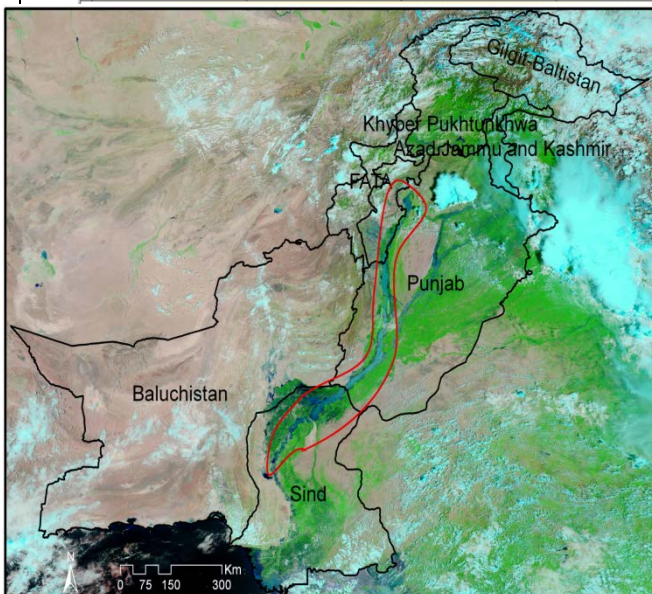 Gilgit-Baltistan
Khyber Pukhtunkhwa
Azad Jammu and Kashmir
FATA
Punjab
Baluchistan
Sind
N
Km
0 75 150 300